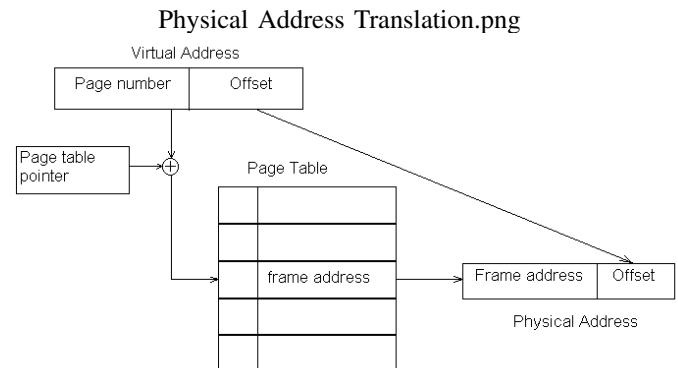 Physical Address Translation.png
Virtual Address
Page number
Offset
Page table
pointer
Page Table
frame address
Frame address
Offset
Physical Address